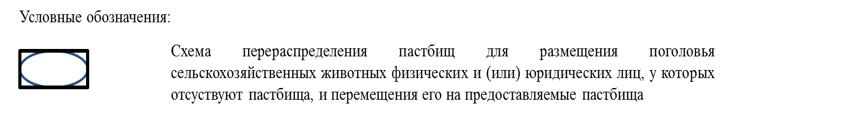 Условные обозначения:
Схема перераспределения пастбищ для размещения поголовья
сельскохозяйственных животных физических и (или) юридических лиц, у которых
отсуствуют пастбища, и перемещения его на предоставляемые пастбища